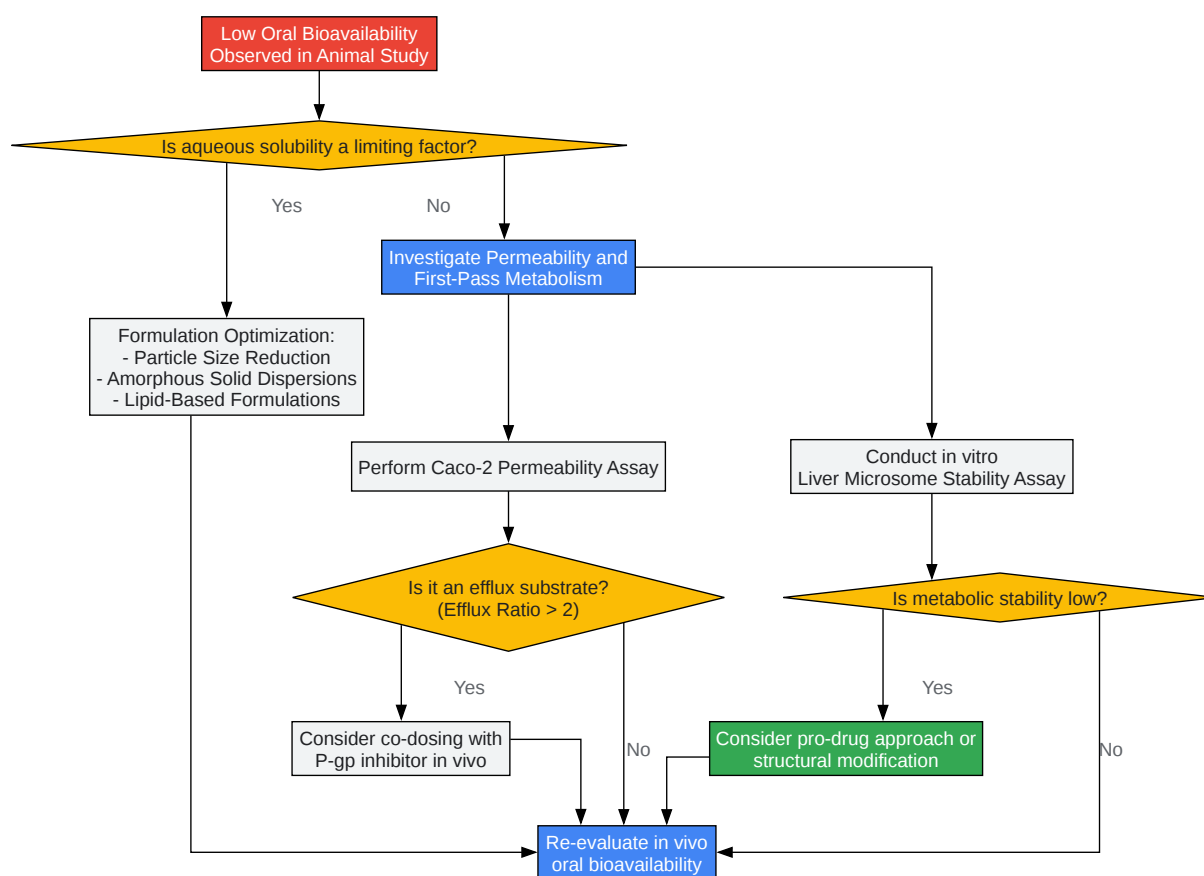 Low Oral Bioavailability
Observed in Animal Study
Is aqueous solubility a limiting factor?
Yes
No
Investigate Permeability and
First-Pass Metabolism
Formulation Optimization:
- Particle Size Reduction
- Amorphous Solid Dispersions
- Lipid-Based Formulations
Perform Caco-2 Permeability Assay
Conduct in vitro
Liver Microsome Stability Assay
Is it an efflux substrate?
(Efflux Ratio > 2)
Is metabolic stability low?
Yes
Yes
Consider co-dosing with
P-gp inhibitor in vivo
No
Consider pro-drug approach or
structural modification
No
Re-evaluate in vivo
oral bioavailability